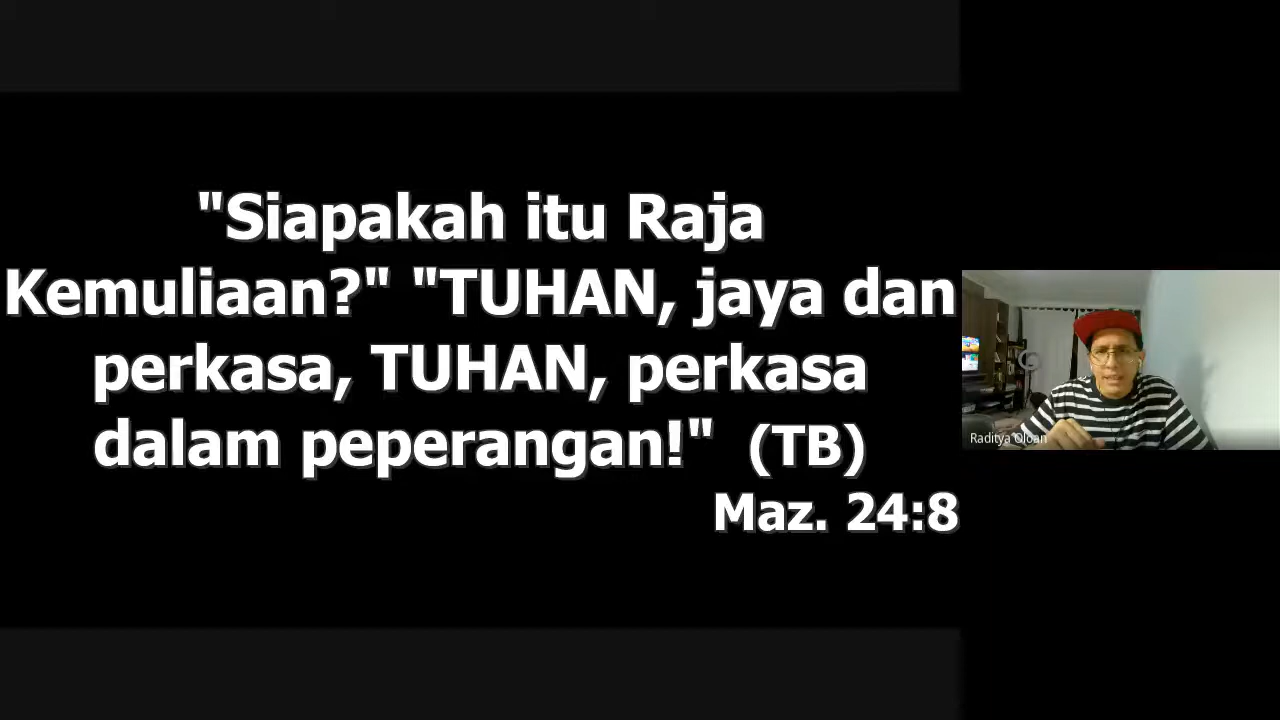 "Siapakah itu Raja
Kemuliaan?" "TUHAN, jaya dan
perkasa, TUHAN, perkasa
dalam peperangan!" (TB)
Maz. 24:8
Raditya Oloan